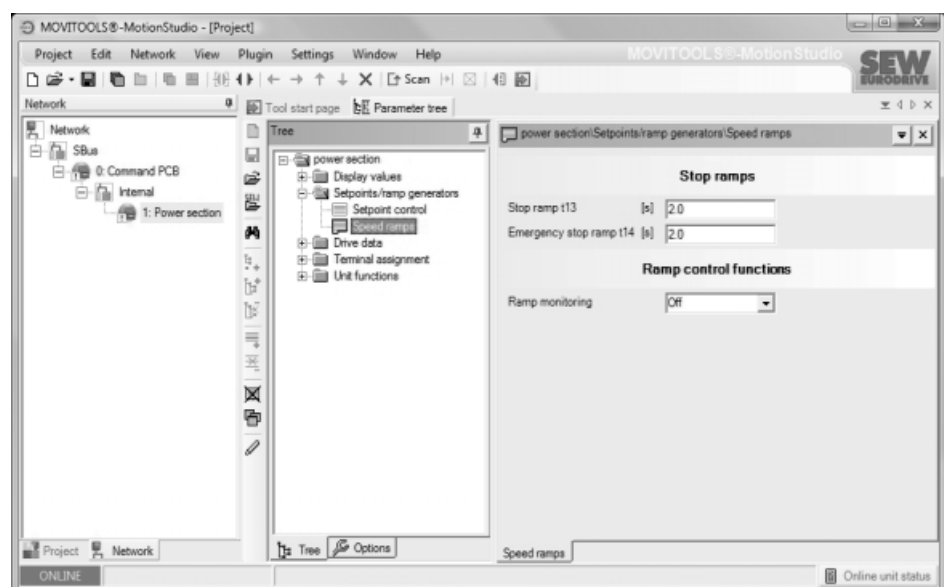 MOVITOOLS®-MotionStudio - [Project]
Project Edit Network View Plugin Settings Window Help
MOVITOOLS®-MotionStudio
SEW
EURODRIVE
Scan
Network
Tool start page Parameter tree
Network
SBus
0: Command PCB
Internal
1: Power section
Tree
power section
Display values
Setpoints/ramp generators
Setpoint control
Speed ramps
Drive data
Terminal assignment
Unit functions
power section\Setpoints/ramp generators\Speed ramps
Stop ramps
Stop ramp t13 [s] 2.0
Emergency stop ramp t14 [s] 2.0
Ramp control functions
Ramp monitoring Off
Project Network
Tree Options
Speed ramps
ONLINE
Online unit status